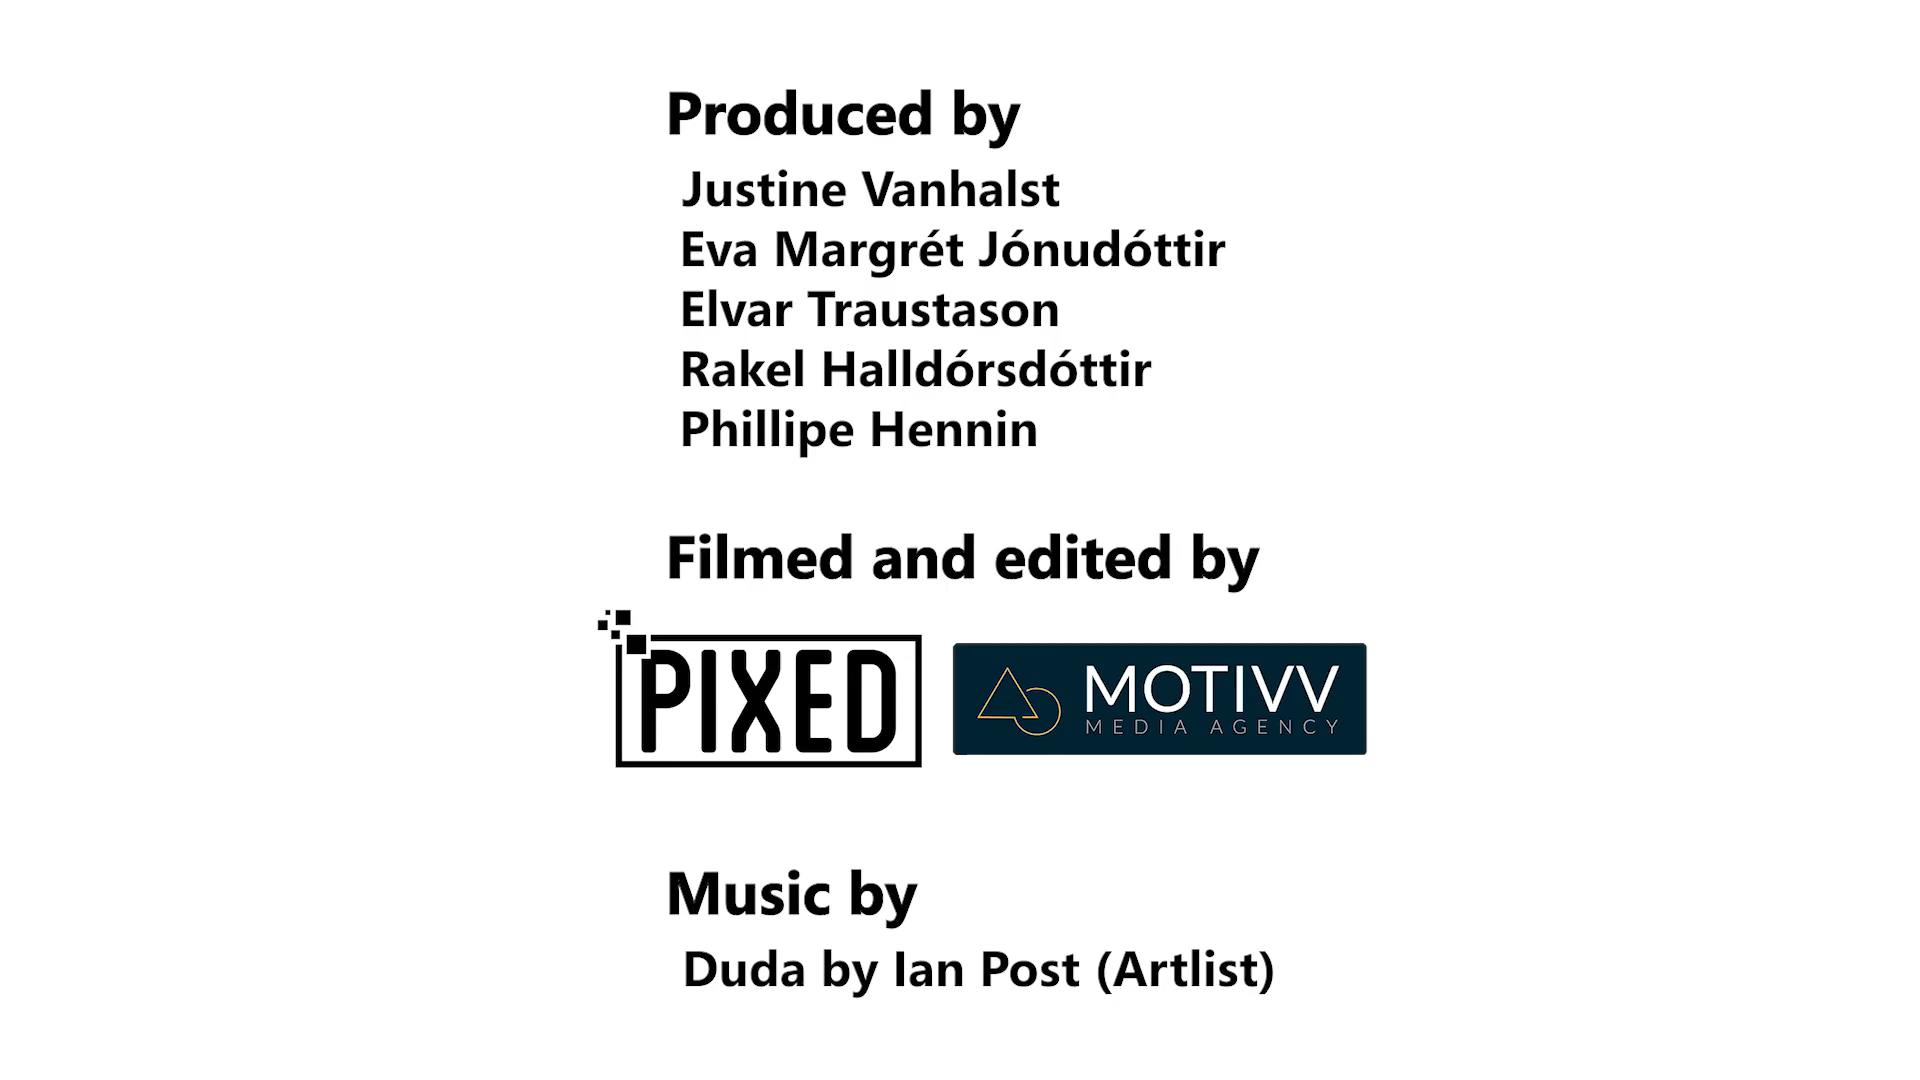 Produced by
Justine Vanhalst
Eva Margrét Jónudóttir
Elvar Traustason
Rakel Halldórsdóttir
Phillipe Hennin
Filmed and edited by
PIXED
MOTIVV
MEDIA AGENCY
Music by
Duda by Ian Post (Artlist)